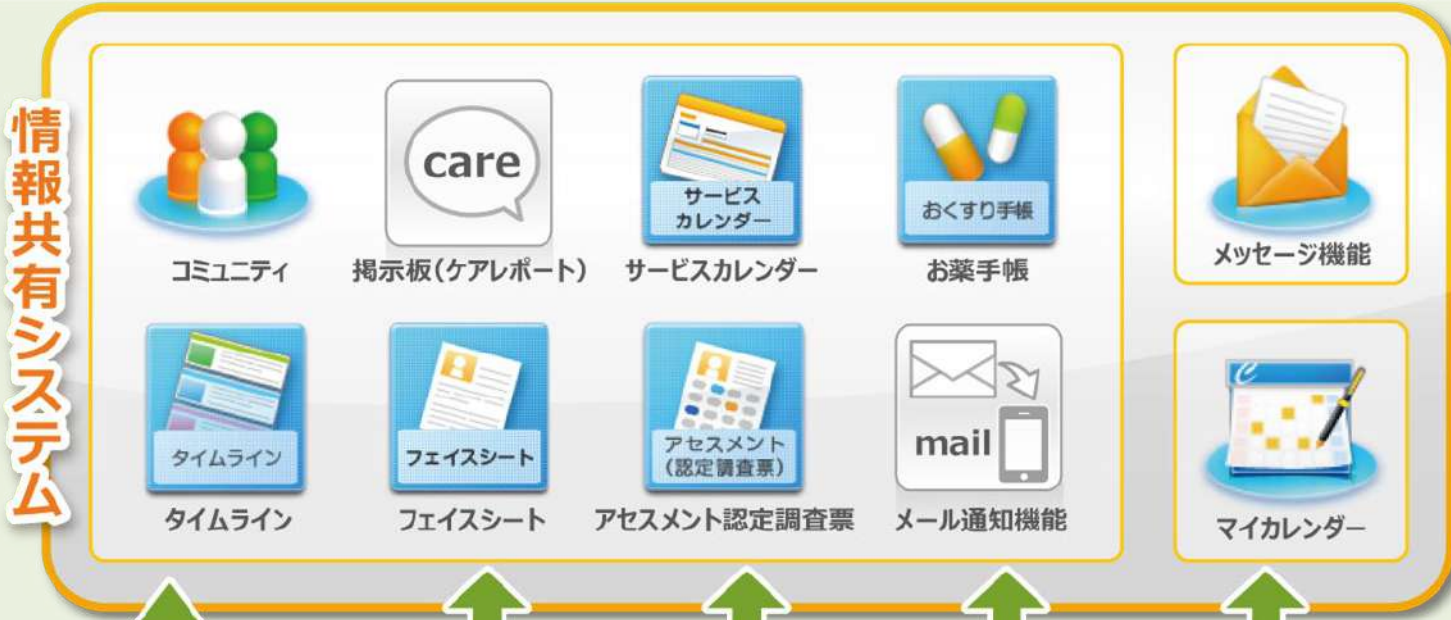 情報共有システム
care
サービス
カレンダー
おくすり手帳
コミュニティ
掲示板(ケアレポート)
サービスカレンダー
お薬手帳
メッセージ機能
タイムライン
フェイスシート
アセスメント
(認定調査票)
mail
タイムライン
フェイスシート
アセスメント認定調査票
メール通知機能
マイカレンダー